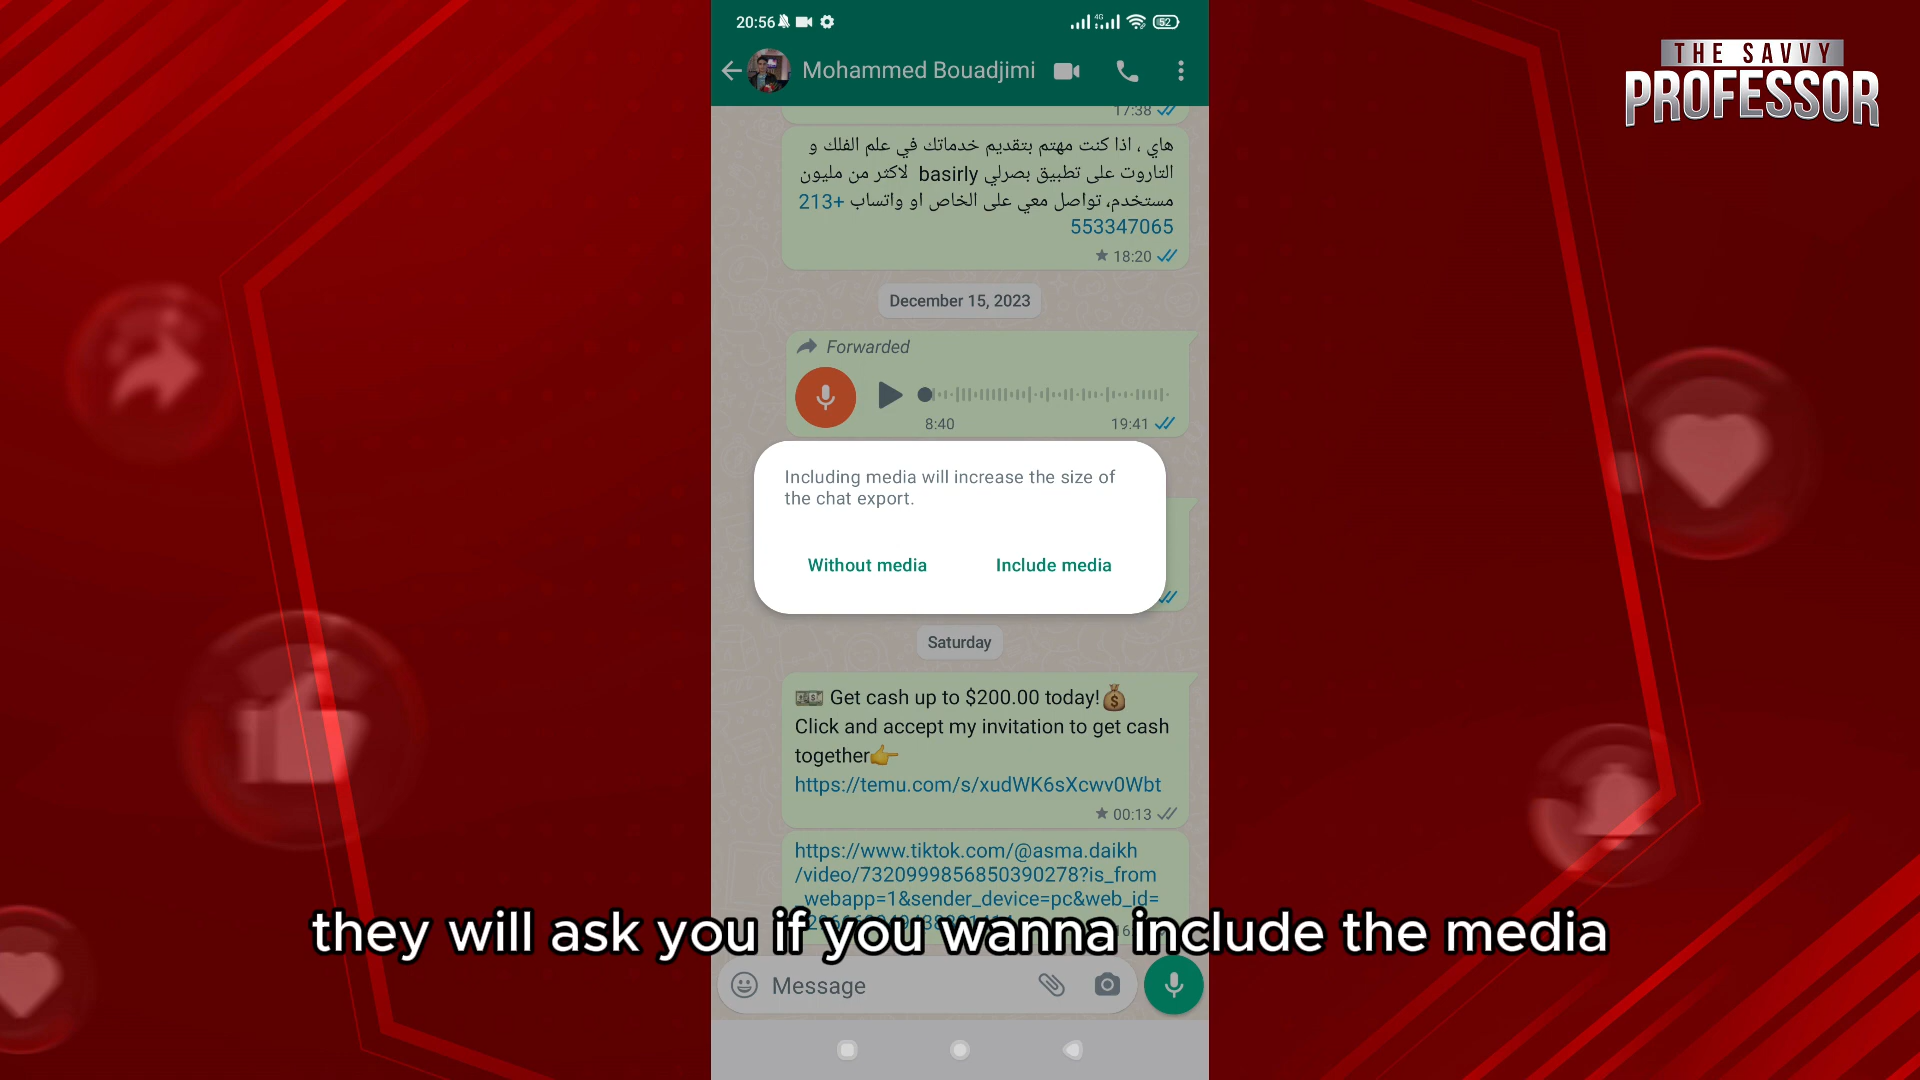 20:56
4G
52
THE SAVVY
PROFESSOR
Mohammed Bouadjimi
17:38
هاي ، اذا كنت مهتم بتقديم خدماتك في علم الفلك و
التاروت على تطبيق بصرلي basirly لاكثر من مليون
مستخدم، تواصل معي على الخاص او واتساب +213
553347065
18:20
December 15, 2023
Forwarded
8:40 19:41
Including media will increase the size of
the chat export.
Without media Include media
Saturday
Get cash up to $200.00 today!
Click and accept my invitation to get cash
together
https://temu.com/s/xudWK6sXcwv0Wbt
00:13
https://www.tiktok.com/@asma.daikh
/video/7320999856850390278?is_from
_webapp=1&sender_device=pc&web_id=
they will ask you if you wanna include the media
Message